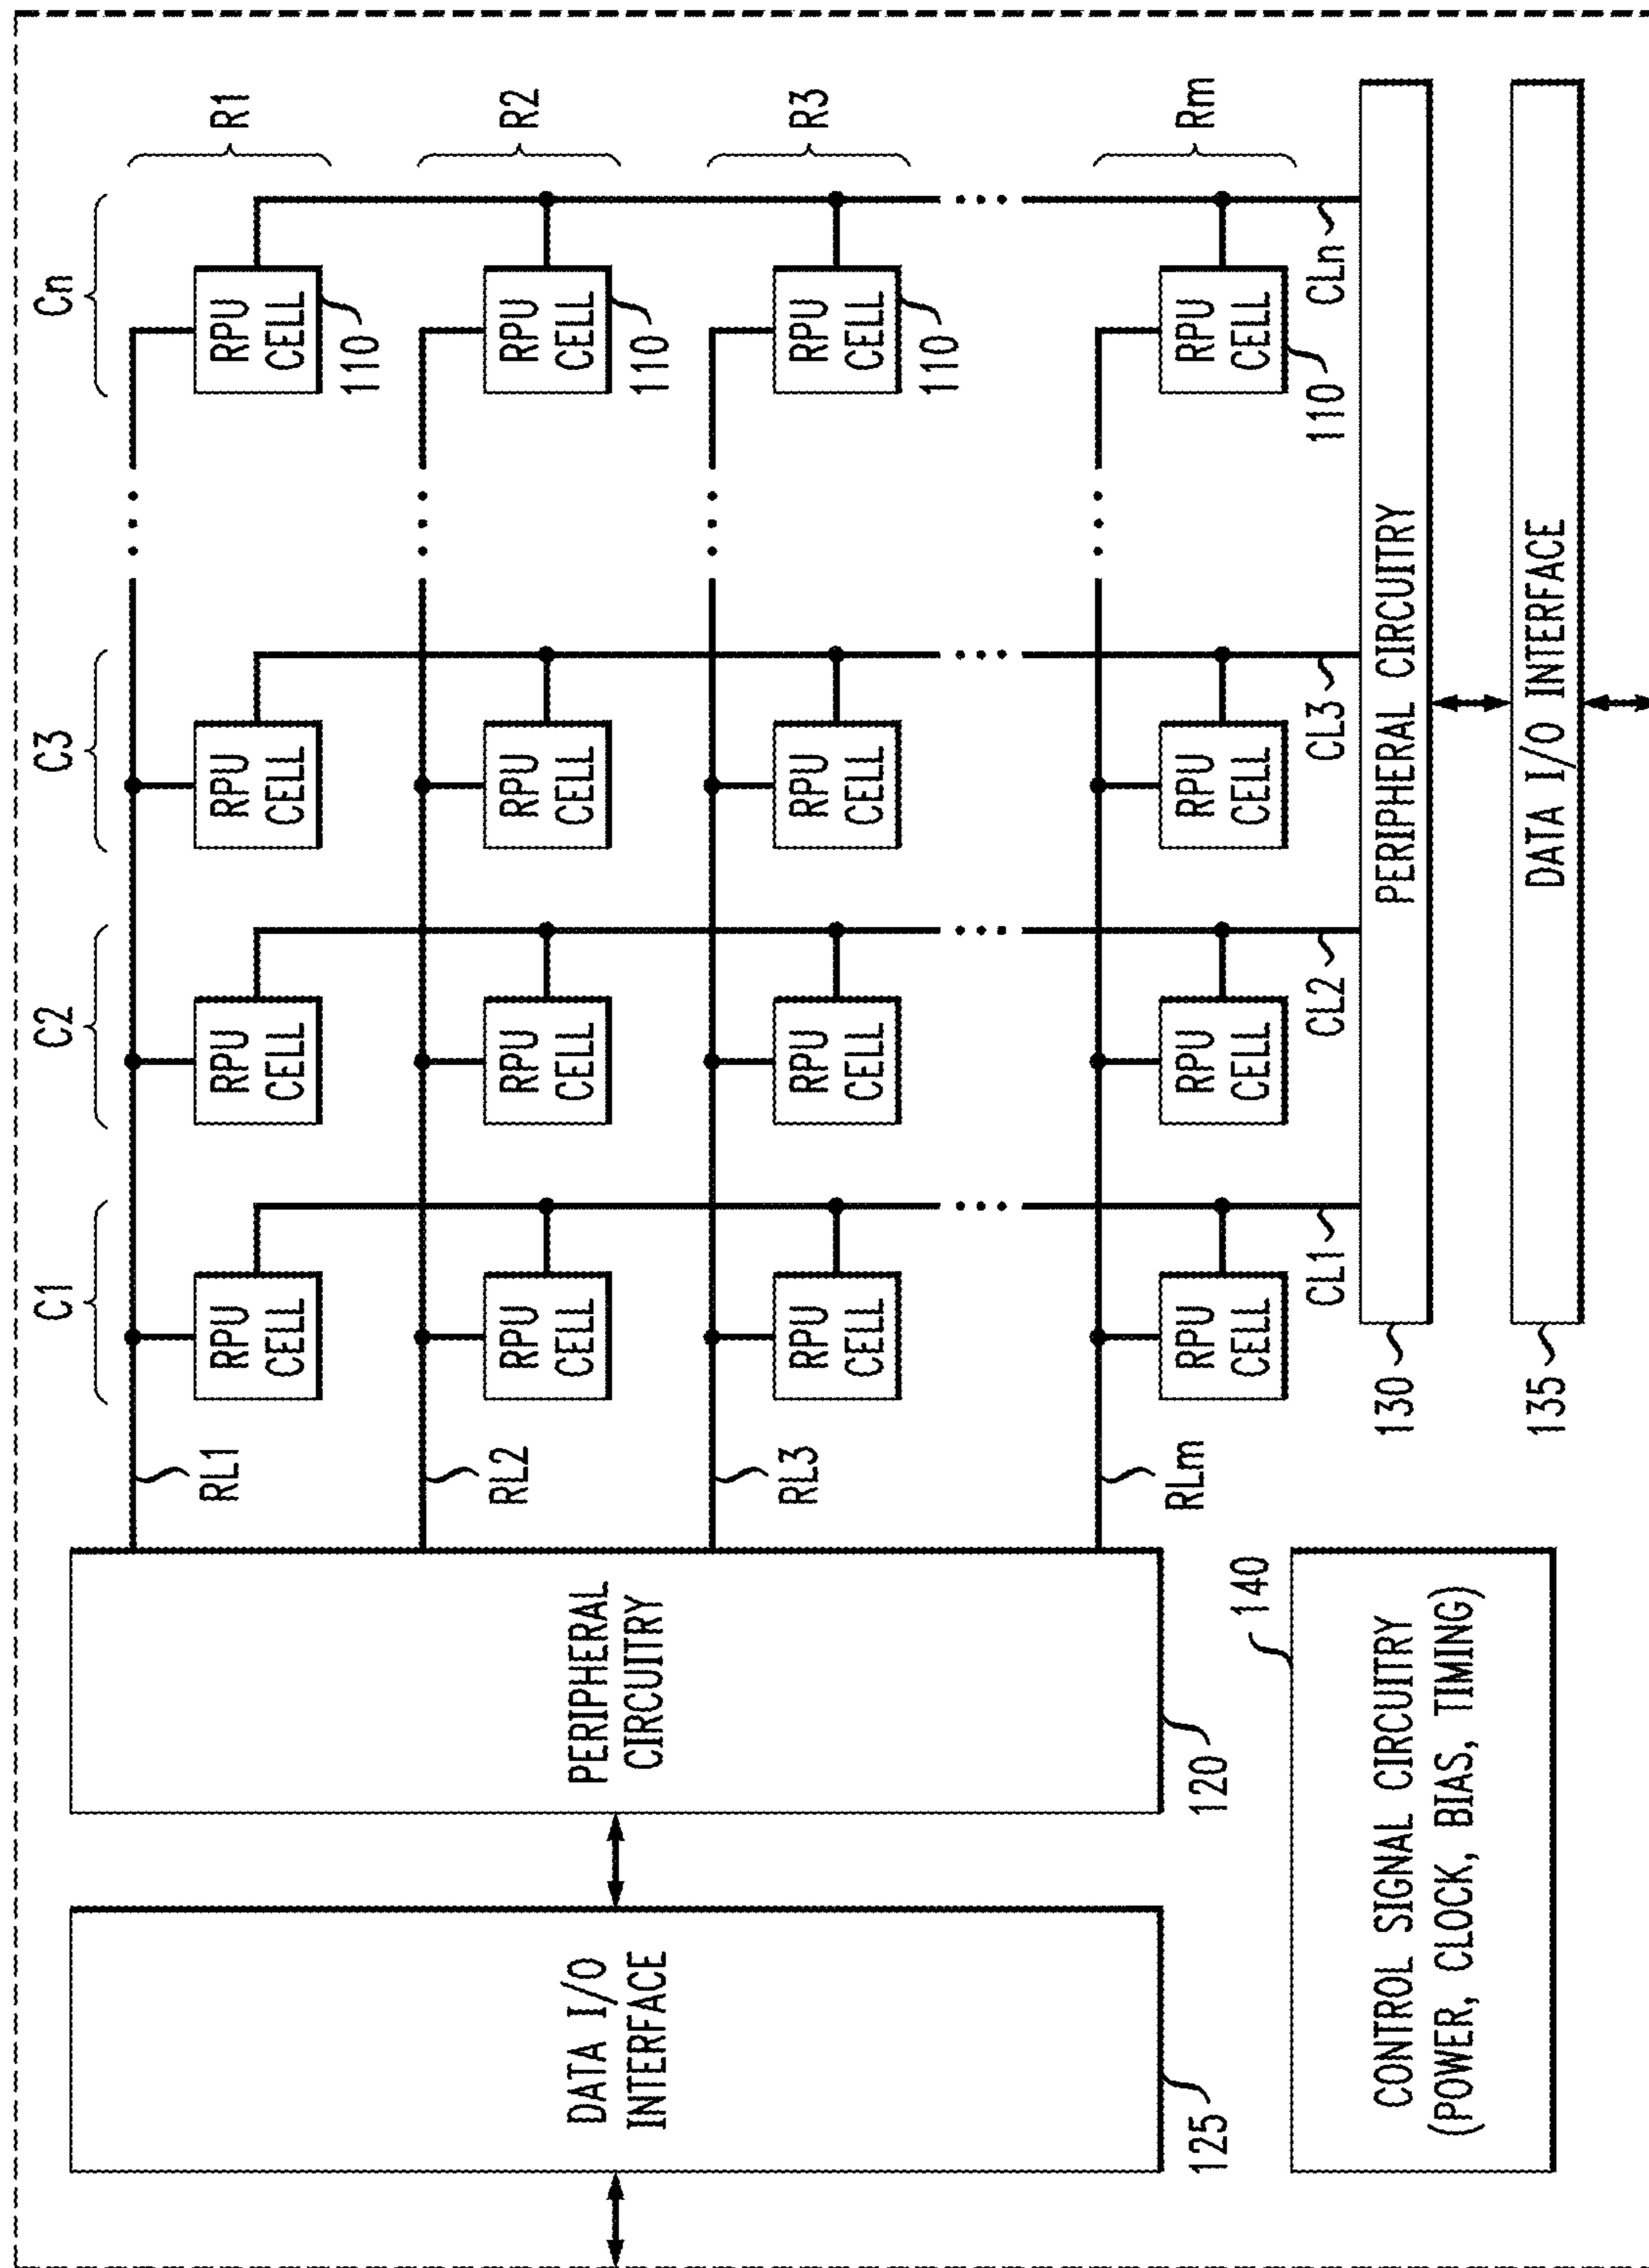 C1
C2
C3
Cn
RL1
RPU
CELL
RPU
CELL
RPU
CELL
RPU
CELL
110
R1
RL2
RPU
CELL
RPU
CELL
RPU
CELL
RPU
CELL
110
R2
DATA I/O
INTERFACE
125
PERIPHERAL
CIRCUITRY
120
RL3
RPU
CELL
RPU
CELL
RPU
CELL
RPU
CELL
110
R3
RLm
RPU
CELL
RPU
CELL
RPU
CELL
RPU
CELL
110
Rm
CL1
CL2
CL3
CLn
140
CONTROL SIGNAL CIRCUITRY
(POWER, CLOCK, BIAS, TIMING)
130
PERIPHERAL CIRCUITRY
135
DATA I/O INTERFACE